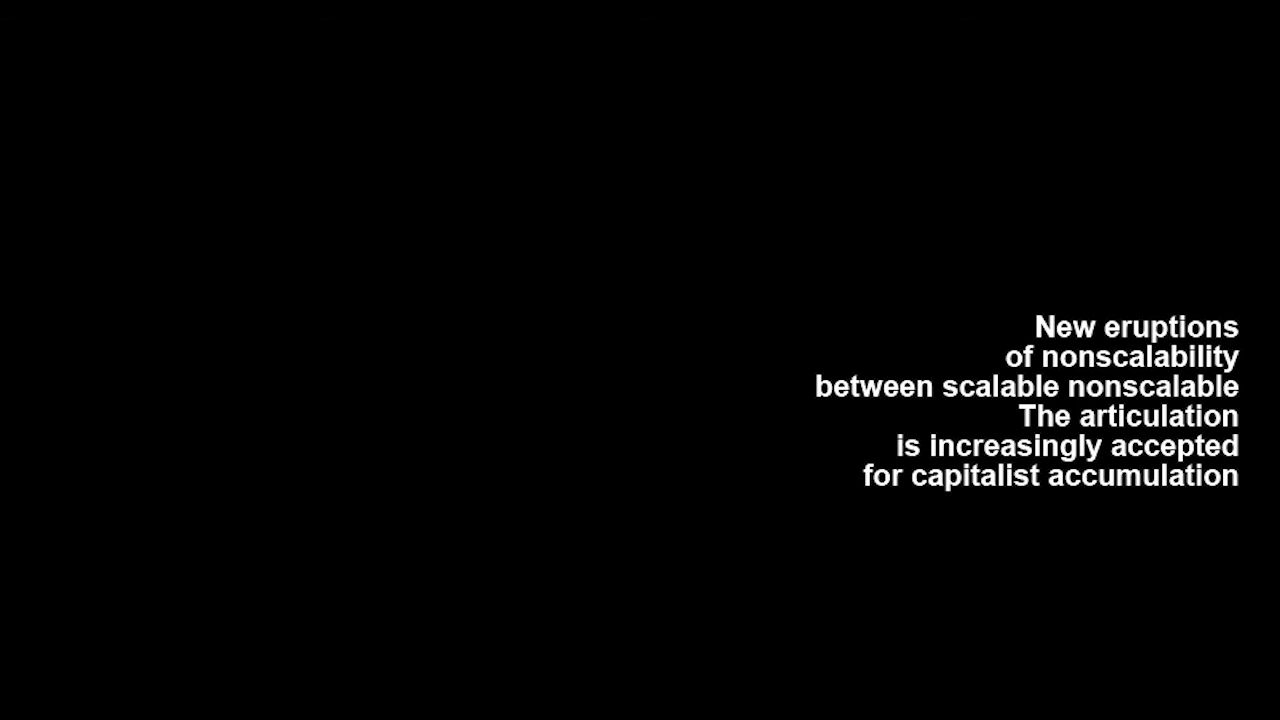 New eruptions
of nonscalability
between scalable nonscalable
The articulation
is increasingly accepted
for capitalist accumulation